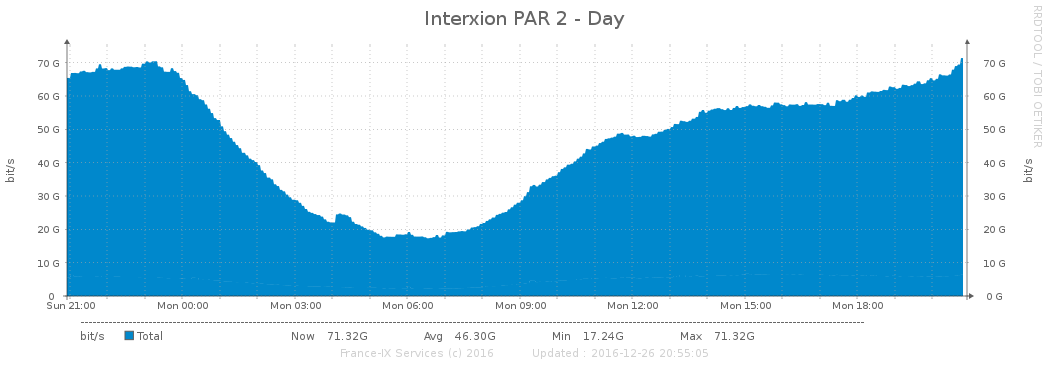 Interxion PAR 2 - Day
RRDTOOL / TOBI OETIKER
bit/s
bit/s
70 G 70 G
60 G 60 G
50 G 50 G
40 G 40 G
30 G 30 G
20 G 20 G
10 G 10 G
0 0 G
Sun 21:00 Mon 00:00 Mon 03:00 Mon 06:00 Mon 09:00 Mon 12:00 Mon 15:00 Mon 18:00
bit/s Total Now 71.32G Avg 46.30G Min 17.24G Max 71.32G
France-IX Services (c) 2016 Updated : 2016-12-26 20:55:05